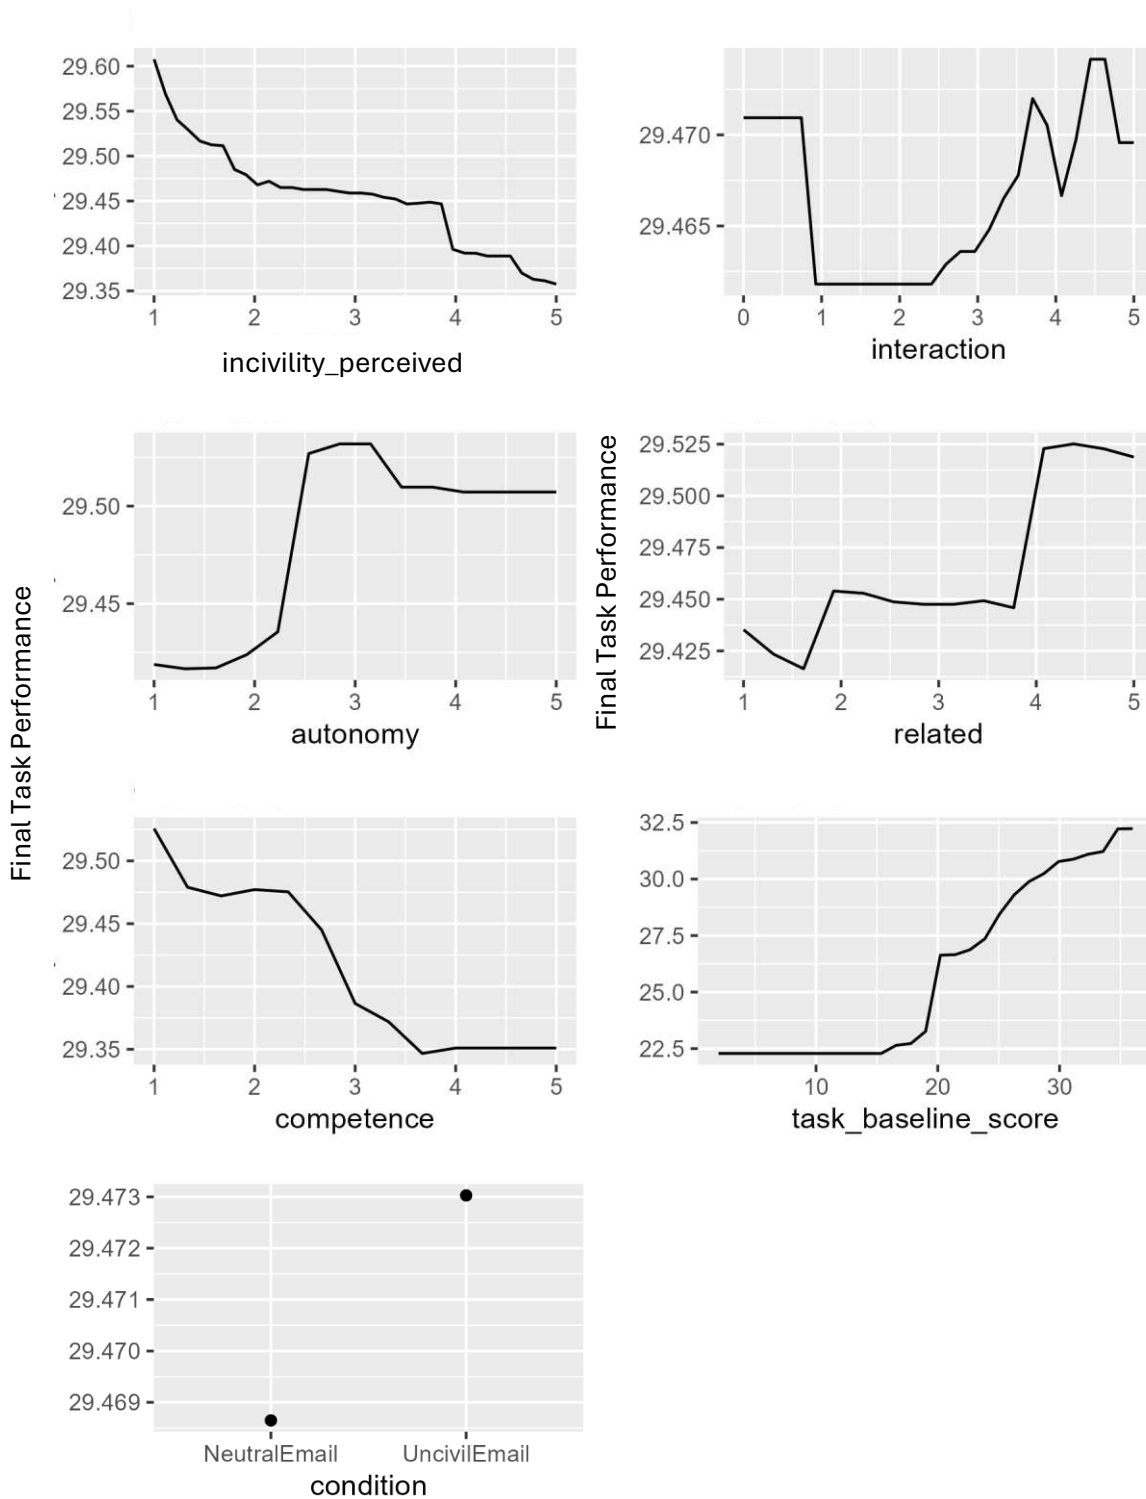 29.60
29.55
29.50
29.45
29.40
29.35
1 2 3 4 5
incivility_perceived
29.470
29.465
0 1 2 3 4 5
interaction
Final Task Performance
29.50
29.45
1 2 3 4 5
autonomy
Final Task Performance
29.525
29.500
29.475
29.450
29.425
1 2 3 4 5
related
29.50
29.45
29.40
29.35
1 2 3 4 5
competence
32.5
30.0
27.5
25.0
22.5
10 20 30
task_baseline_score
29.473
29.472
29.471
29.470
29.469
NeutralEmail UncivilEmail
condition